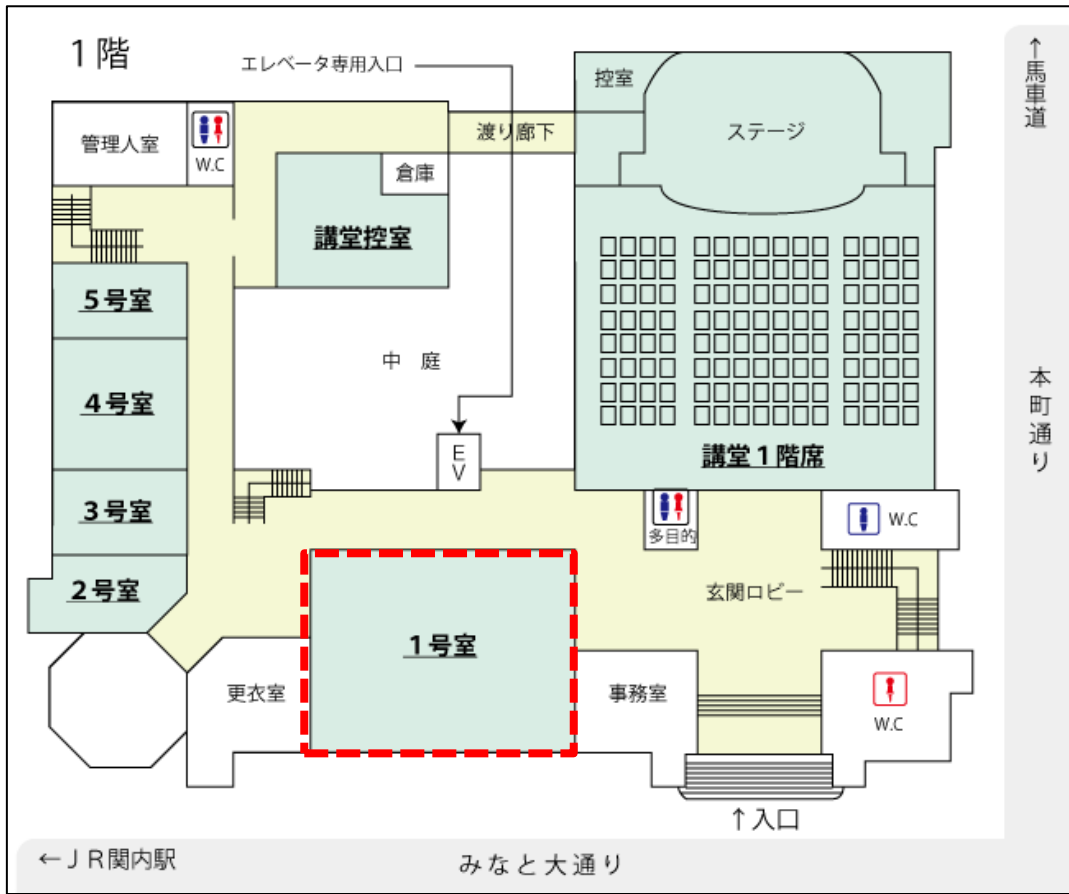 １階
エレベータ専用入口
控室
ステージ
↑馬車道
管理人室
W.C
渡り廊下
倉庫
講堂控室
５号室
中　庭
４号室
本町通り
EV
講堂１階席
３号室
多目的
W.C
２号室
玄関ロビー
１号室
更衣室
事務室
W.C
↑入口
←ＪＲ関内駅
みなと大通り